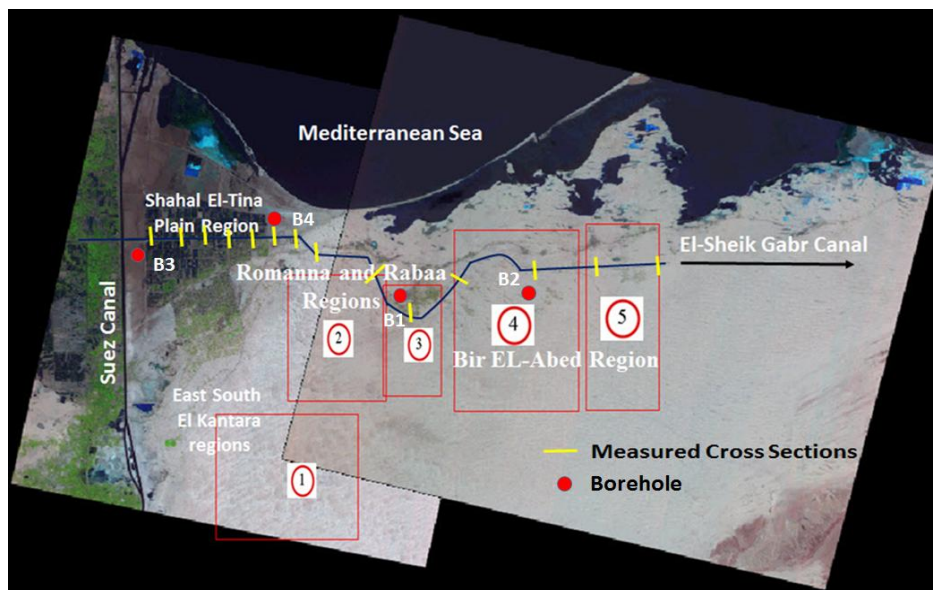 Mediterranean Sea
Shahal El-Tina
Plain Region
B4
B3
El-Sheik Gabr Canal
Romanna and Rabaa
Regions
B2
B1
Suez Canal
2
3
4
5
Bir EL-Abed Region
East South
El Kantara
regions
1
Measured Cross Sections
Borehole